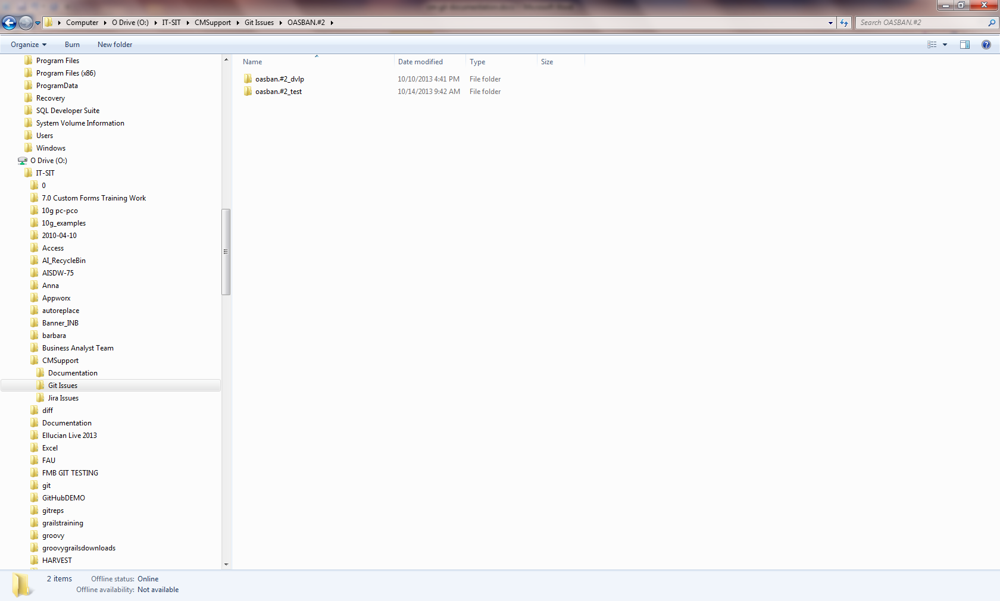 Computer O Drive (O:) IT-SIT CMSupport Git Issues OASBAN.#2
Search OASBAN.#2
Organize Burn New folder
Program Files
Program Files (x86)
ProgramData
Recovery
SQL Developer Suite
System Volume Information
Users
Windows
O Drive (O:)
IT-SIT
0
7.0 Custom Forms Training Work
10g pc-pco
10g_examples
2010-04-10
Access
AI_RecycleBin
AISDW-75
Anna
Appworx
autoreplace
Banner_INB
barbara
Business Analyst Team
CMSupport
Documentation
Git Issues
Jira Issues
diff
Documentation
Ellucian Live 2013
Excel
FAU
FMB GIT TESTING
git
GitHubDEMO
gitreps
grailstraining
groovy
groovygrailsdownloads
HARVEST
Name Date modified Type Size
oasban.#2_dvlp 10/10/2013 4:41 PM File folder
oasban.#2_test 10/14/2013 9:42 AM File folder
2 items Offline status: Online
Offline availability: Not available